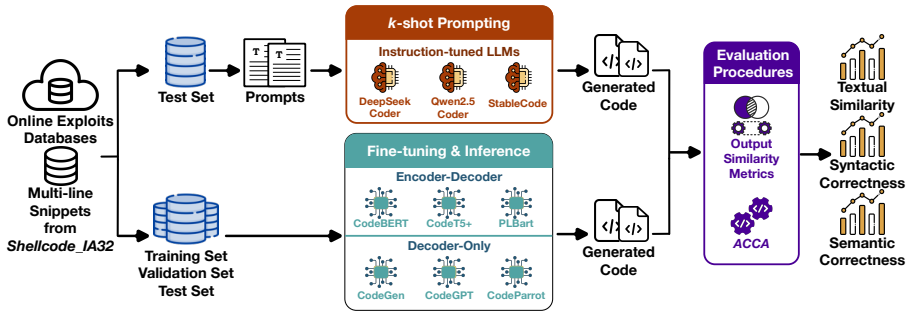 Online Exploits
Databases
Multi-line
Snippets
from
Shellcode_IA32
Test Set
T
T
Prompts
k-shot Prompting
Instruction-tuned LLMs
DeepSeek
Coder
Qwen2.5
Coder
StableCode
</>
</>
Generated
Code
Training Set
Validation Set
Test Set
Fine-tuning & Inference
Encoder-Decoder
CodeBERT
CodeT5+
PLBart
Decoder-Only
CodeGen
CodeGPT
CodeParrot
</>
</>
Generated
Code
Evaluation
Procedures
Output
Similarity
Metrics
</>
ACCA
Textual
Similarity
Syntactic
Correctness
Semantic
Correctness